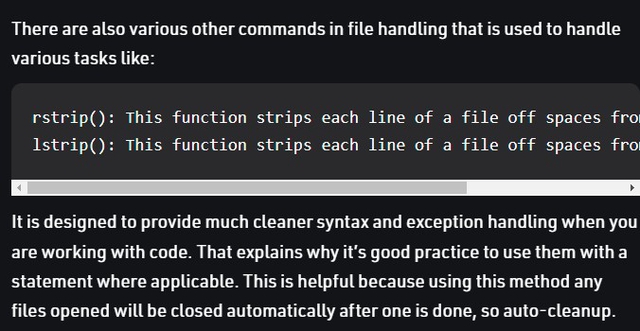 There are also various other commands in file handling that is used to handle
various tasks like:
rstrip(): This function strips each line of a file off spaces fro
lstrip(): This function strips each line of a file off spaces fro
It is designed to provide much cleaner syntax and exception handling when you
are working with code. That explains why it’s good practice to use them with a
statement where applicable. This is helpful because using this method any
files opened will be closed automatically after one is done, so auto-cleanup.